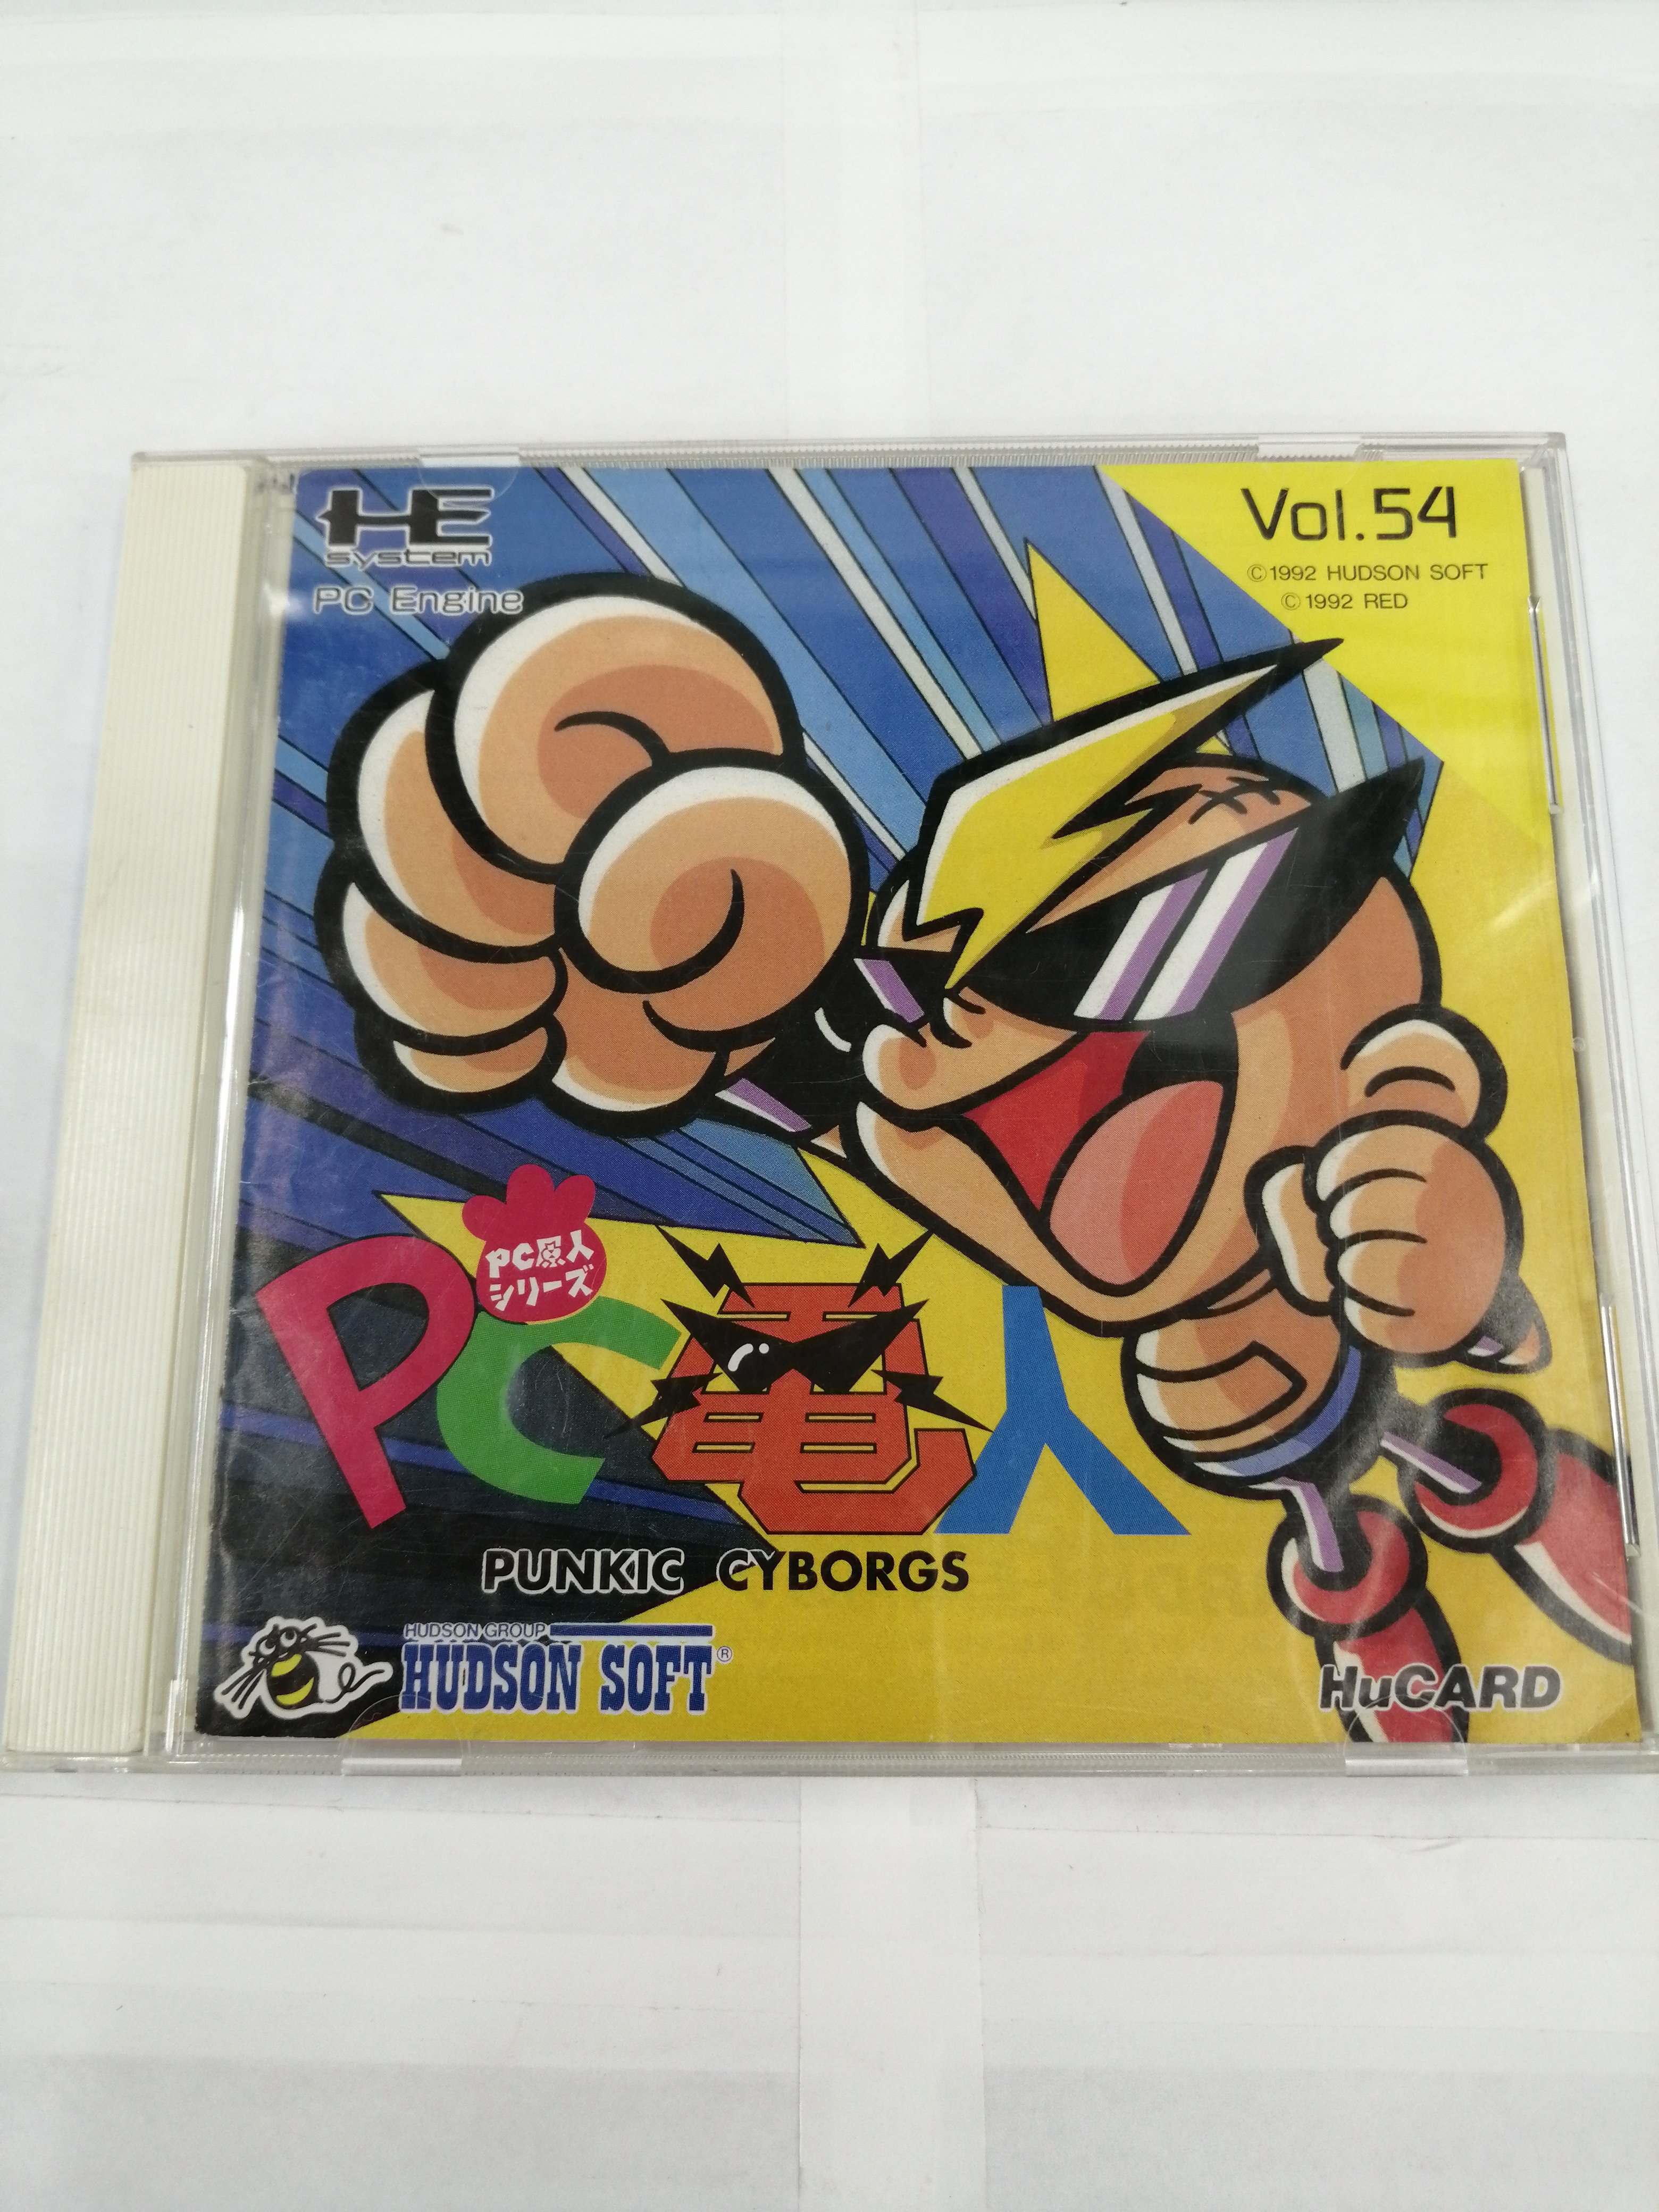 HE
system
PC Engine
Vol.54
©1992 HUDSON SOFT
©1992 RED
PC原人
シリーズ
PC電人
PUNKIC CYBORGS
HUDSON GROUP
HUDSON SOFT®
HuCARD